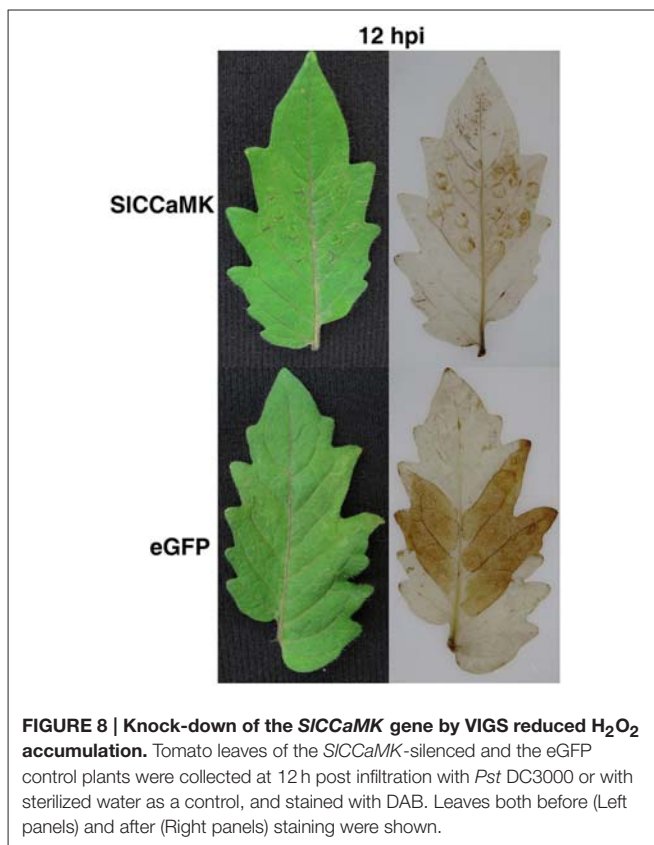 12 hpi
SlCCaMK
eGFP
FIGURE 8 | Knock-down of the SlCCaMK gene by VIGS reduced H₂O₂
accumulation. Tomato leaves of the SlCCaMK-silenced and the eGFP
control plants were collected at 12 h post infiltration with Pst DC3000 or with
sterilized water as a control, and stained with DAB. Leaves both before (Left
panels) and after (Right panels) staining were shown.